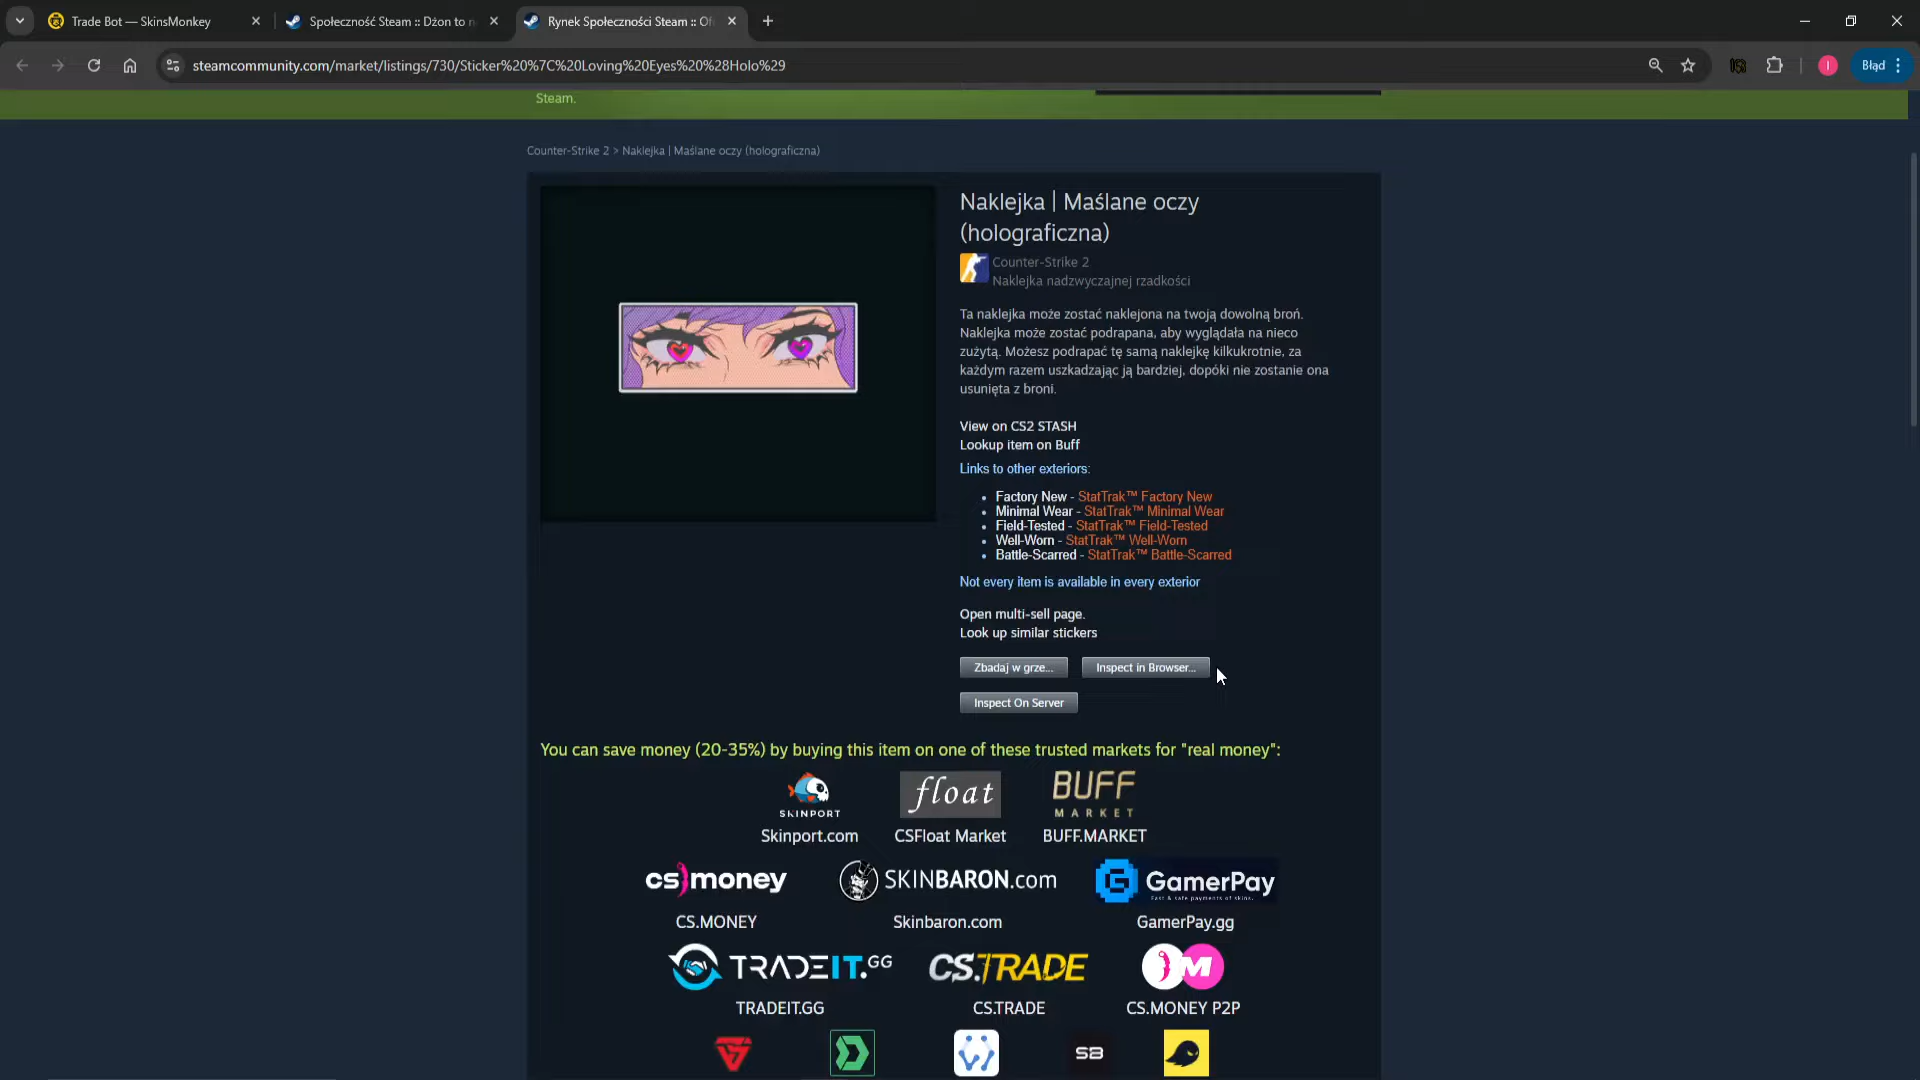 Trade Bot — SkinsMonkey
Społeczność Steam :: Dżon to n
Rynek Społeczności Steam :: Of
steamcommunity.com/market/listings/730/Sticker%20%7C%20Loving%20Eyes%20%28Holo%29
I
Błąd
Steam.
Counter-Strike 2 > Naklejka | Maślane oczy (holograficzna)
Naklejka | Maślane oczy
(holograficzna)
Counter-Strike 2
Naklejka nadzwyczajnej rzadkości
Ta naklejka może zostać naklejona na twoją dowolną broń.
Naklejka może zostać podrapana, aby wyglądała na nieco
zużytą. Możesz podrapać tę samą naklejkę kilkukrotnie, za
każdym razem uszkadzając ją bardziej, dopóki nie zostanie ona
usunięta z broni.
View on CS2 STASH
Lookup item on Buff
Links to other exteriors:
Factory New - StatTrak™ Factory New
Minimal Wear - StatTrak™ Minimal Wear
Field-Tested - StatTrak™ Field-Tested
Well-Worn - StatTrak™ Well-Worn
Battle-Scarred - StatTrak™ Battle-Scarred
Not every item is available in every exterior
Open multi-sell page.
Look up similar stickers
Zbadaj w grze...
Inspect in Browser...
Inspect On Server
You can save money (20-35%) by buying this item on one of these trusted markets for "real money":
SKINPORT
float
BUFF
MARKET
Skinport.com
CSFloat Market
BUFF.MARKET
cs money
SKINBARON.com
GamerPay
Fast & safe payments of skins.
CS.MONEY
Skinbaron.com
GamerPay.gg
TRADEIT.GG
CS.TRADE
M
TRADEIT.GG
CS.TRADE
CS.MONEY P2P
SB